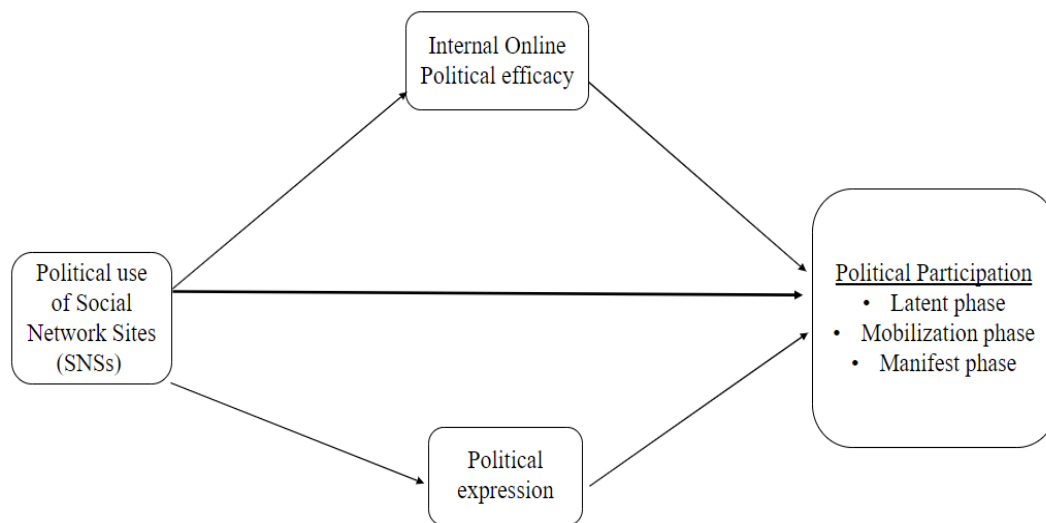 Internal Online
Political efficacy
Political use
of Social
Network Sites
(SNSs)
Political Participation
• Latent phase
• Mobilization phase
• Manifest phase
Political
expression